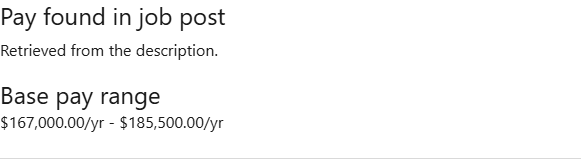 Pay found in job post
Retrieved from the description.
Base pay range
$167,000.00/yr - $185,500.00/yr